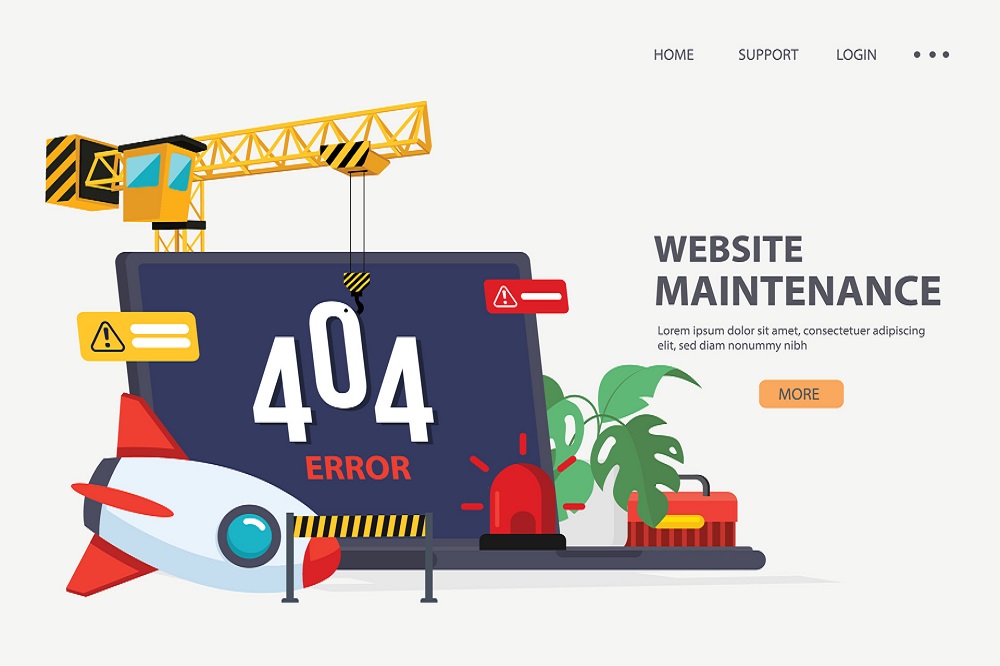 HOME SUPPORT LOGIN
WEBSITE
MAINTENANCE
Lorem ipsum dolor sit amet, consectetuer adipiscing
elit, sed diam nonummy nibh
MORE
404
ERROR